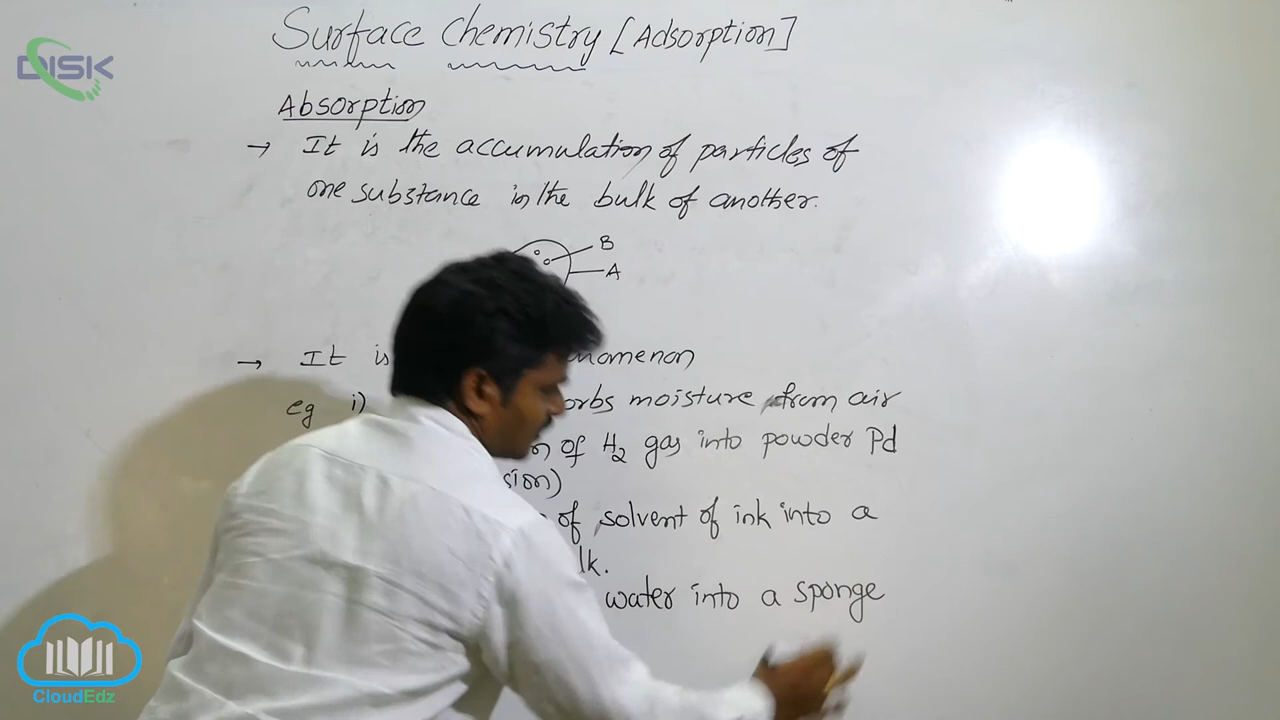 DISK
Surface Chemistry [Adsorption]
Absorption
→ It is the accumulation of particles of
one substance in the bulk of another.
B
A
→ It is nomenon
eg i) orbs moisture from air
n of H₂ gas into powder Pd
sion)
of solvent of ink into a
lk.
water into a sponge
CloudEdz